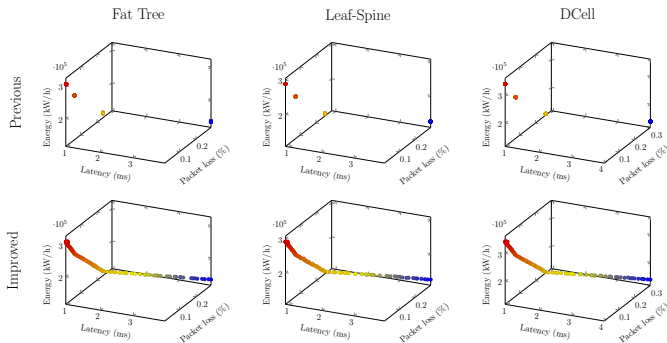 Fat Tree
Leaf-Spine
DCell
Previous
·10⁵
3
2
Energy (kW/h)
1
2
3
Latency (ms)
0.1
0.2
Packet loss (%)
·10⁵
3
2
Energy (kW/h)
1
2
3
Latency (ms)
0.1
0.2
Packet loss (%)
·10⁵
3
2
Energy (kW/h)
1
2
3
4
Latency (ms)
0.1
0.2
0.3
Packet loss (%)
Improved
·10⁵
3
2
Energy (kW/h)
1
2
3
Latency (ms)
0.1
0.2
Packet loss (%)
·10⁵
3
2
Energy (kW/h)
1
2
3
Latency (ms)
0.1
0.2
Packet loss (%)
·10⁵
3
2
Energy (kW/h)
1
2
3
4
Latency (ms)
0.1
0.2
0.3
Packet loss (%)